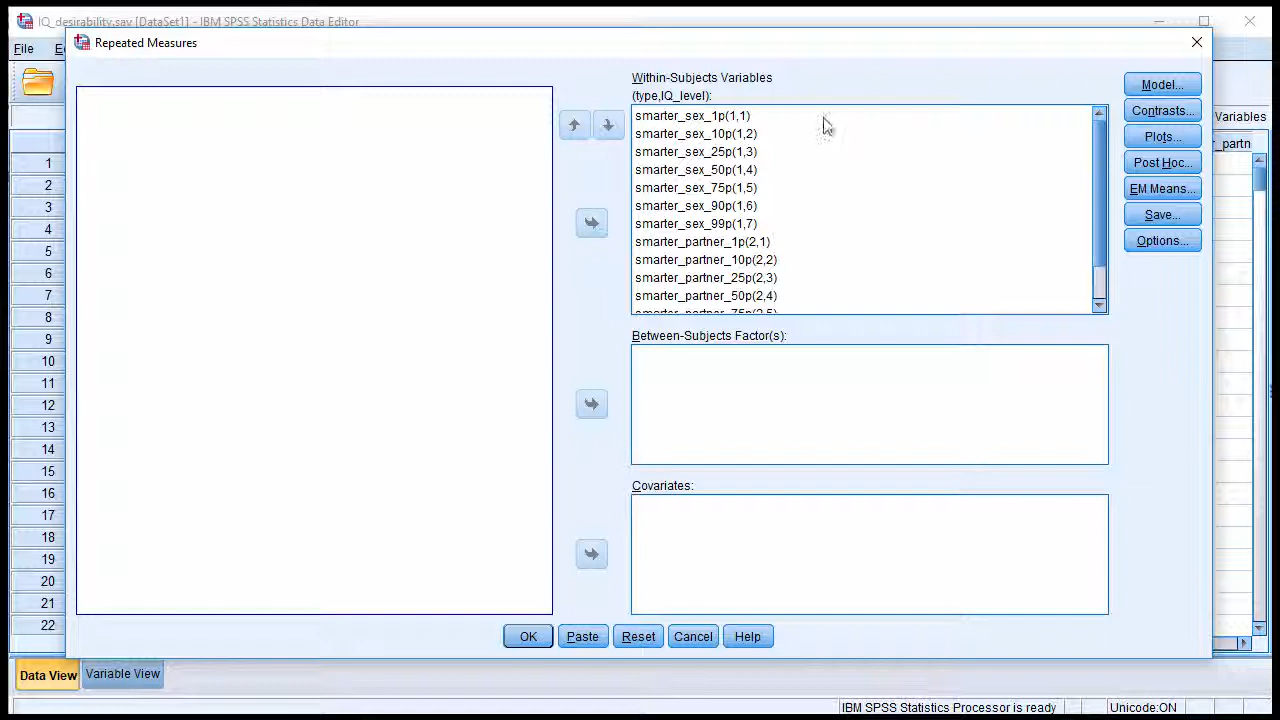 IQ_desirability.sav [DataSet1] - IBM SPSS Statistics Data Editor
File
Repeated Measures
Within-Subjects Variables
(type,IQ_level):
smarter_sex_1p(1,1)
smarter_sex_10p(1,2)
smarter_sex_25p(1,3)
smarter_sex_50p(1,4)
smarter_sex_75p(1,5)
smarter_sex_90p(1,6)
smarter_sex_99p(1,7)
smarter_partner_1p(2,1)
smarter_partner_10p(2,2)
smarter_partner_25p(2,3)
smarter_partner_50p(2,4)
smarter_partner_75p(2,5)
Model...
Contrasts...
Plots...
Post Hoc...
EM Means...
Save...
Options...
Variables
Between-Subjects Factor(s):
Covariates:
1
2
3
4
5
6
7
8
9
10
11
12
13
14
15
16
17
18
19
20
21
22
OK Paste Reset Cancel Help
Data View Variable View
IBM SPSS Statistics Processor is ready Unicode:ON